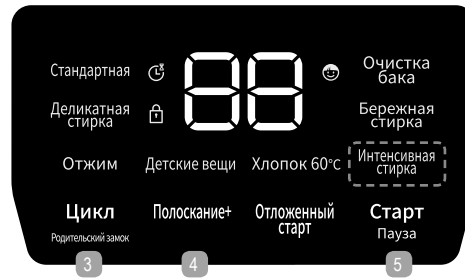 Стандартная
88
Очистка
бака
Деликатная
стирка
Бережная
стирка
Отжим
Детские вещи
Хлопок 60°C
Интенсивная
стирка
Цикл
Родительский замок
Полоскание+
Отложенный
старт
Старт
Пауза
3
4
5